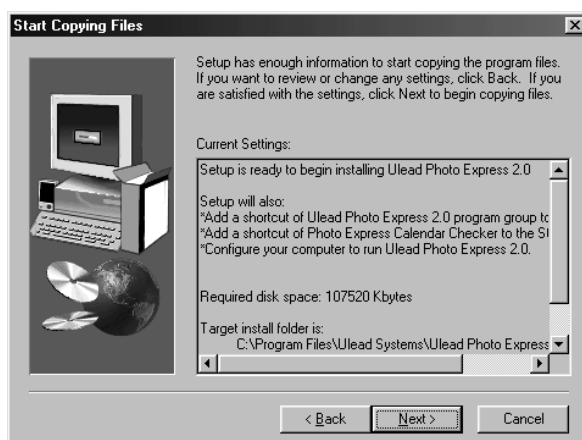 Start Copying Files
Setup has enough information to start copying the program files.
If you want to review or change any settings, click Back. If you
are satisfied with the settings, click Next to begin copying files.
Current Settings:
Setup is ready to begin installing Ulead Photo Express 2.0
Setup will also:
*Add a shortcut of Ulead Photo Express 2.0 program group to
*Add a shortcut of Photo Express Calendar Checker to the
*Configure your computer to run Ulead Photo Express 2.0.
Required disk space: 107520 Kbytes
Target install folder is:
C:\Program Files\Ulead Systems\Ulead Photo Express
< Back
Next >
Cancel